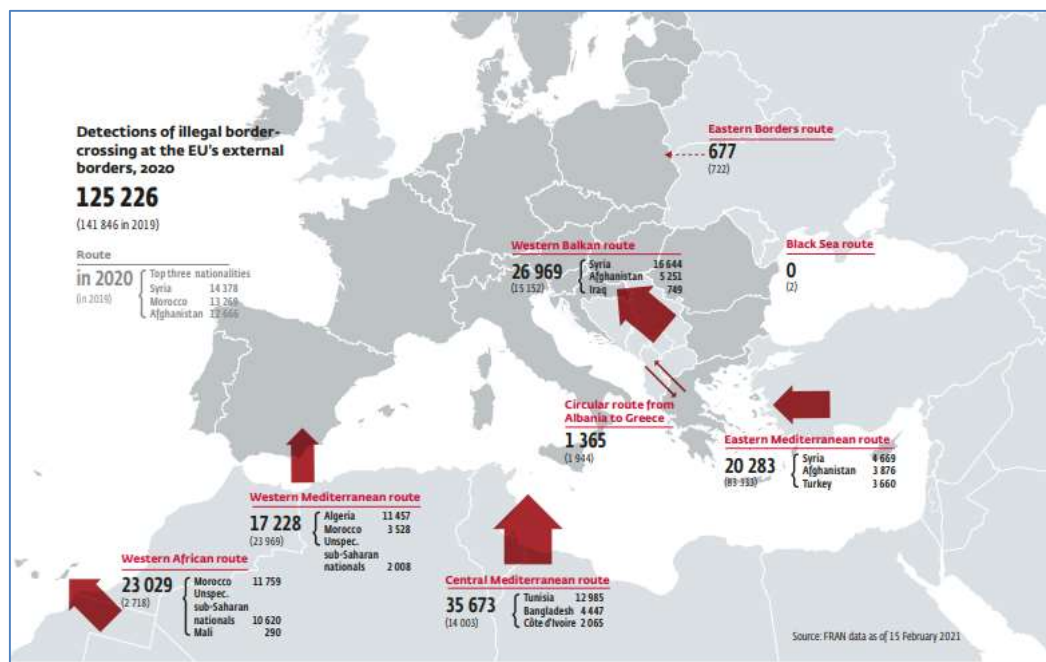 Detections of illegal border-
crossing at the EU's external
borders, 2020
125 226
(141 846 in 2019)
Route
in 2020
(in 2019)
Top three nationalities
Syria 14 378
Morocco 13 269
Afghanistan 12 666
Eastern Borders route
677
(722)
Western Balkan route
26 969
(15 152)
Syria 16 644
Afghanistan 5 251
Iraq 749
Black Sea route
0
(2)
Circular route from
Albania to Greece
1 365
(1 944)
Eastern Mediterranean route
20 283
(83 333)
Syria 4 669
Afghanistan 3 876
Turkey 3 660
Western Mediterranean route
17 228
(23 969)
Algeria 11 457
Morocco 3 528
Unspec.
sub-Saharan
nationals 2 008
Western African route
23 029
(2 718)
Morocco 11 759
Unspec.
sub-Saharan
nationals 10 620
Mali 290
Central Mediterranean route
35 673
(14 003)
Tunisia 12 985
Bangladesh 4 447
Côte d'Ivoire 2 065
Source: FRAN data as of 15 February 2021